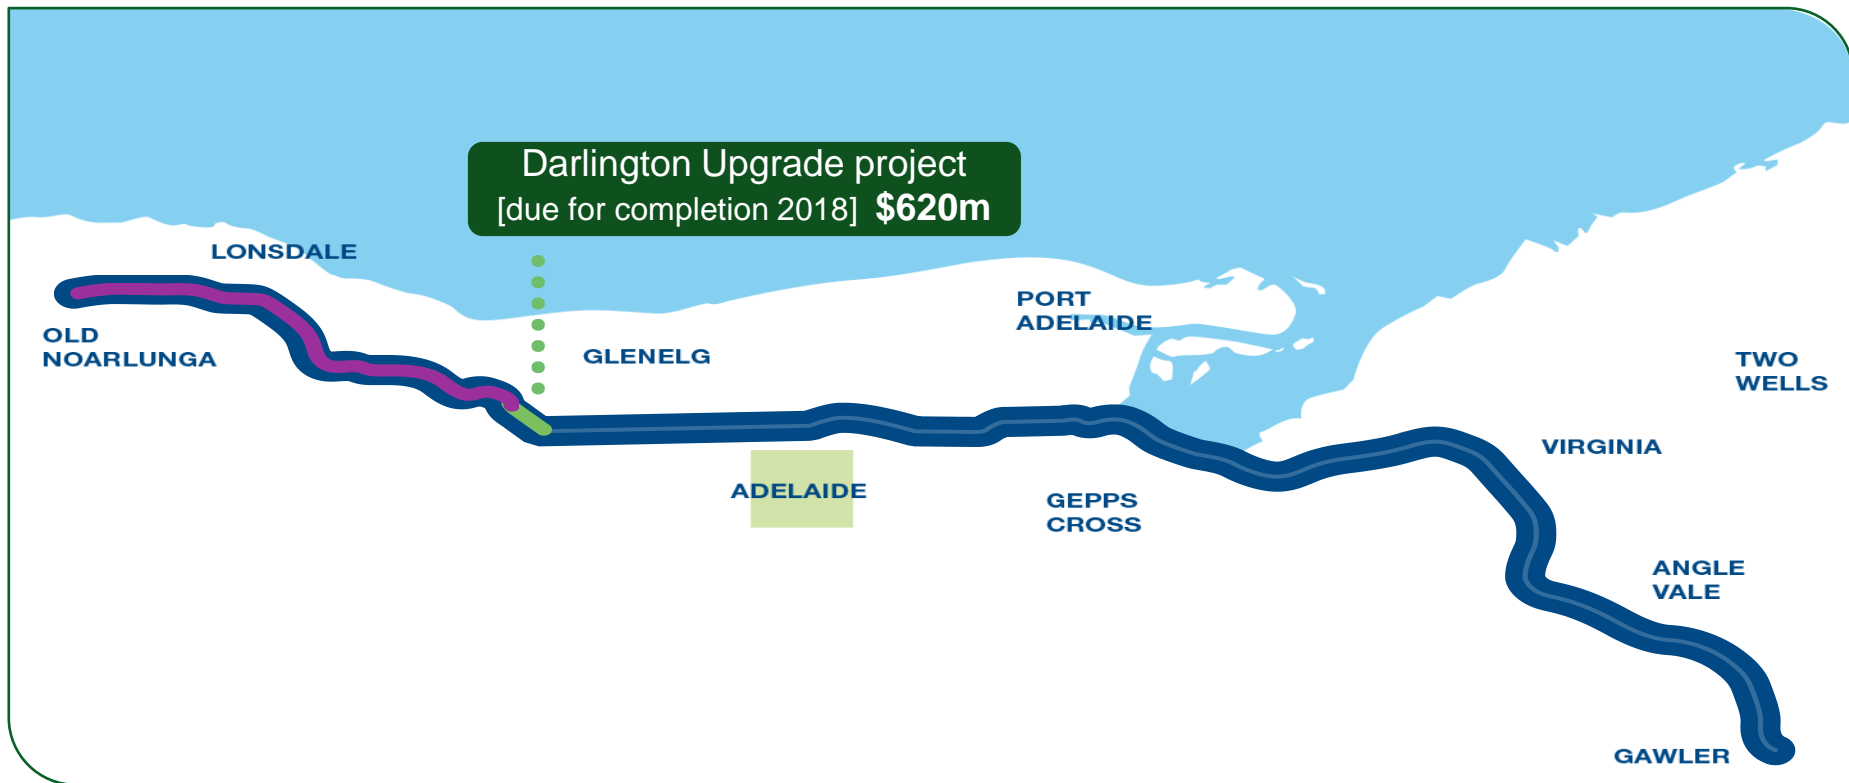 Darlington Upgrade project
[due for completion 2018] $620m
LONSDALE
OLD
NOARLUNGA
GLENELG
PORT
ADELAIDE
TWO
WELLS
VIRGINIA
ADELAIDE
GEPPS
CROSS
ANGLE
VALE
GAWLER